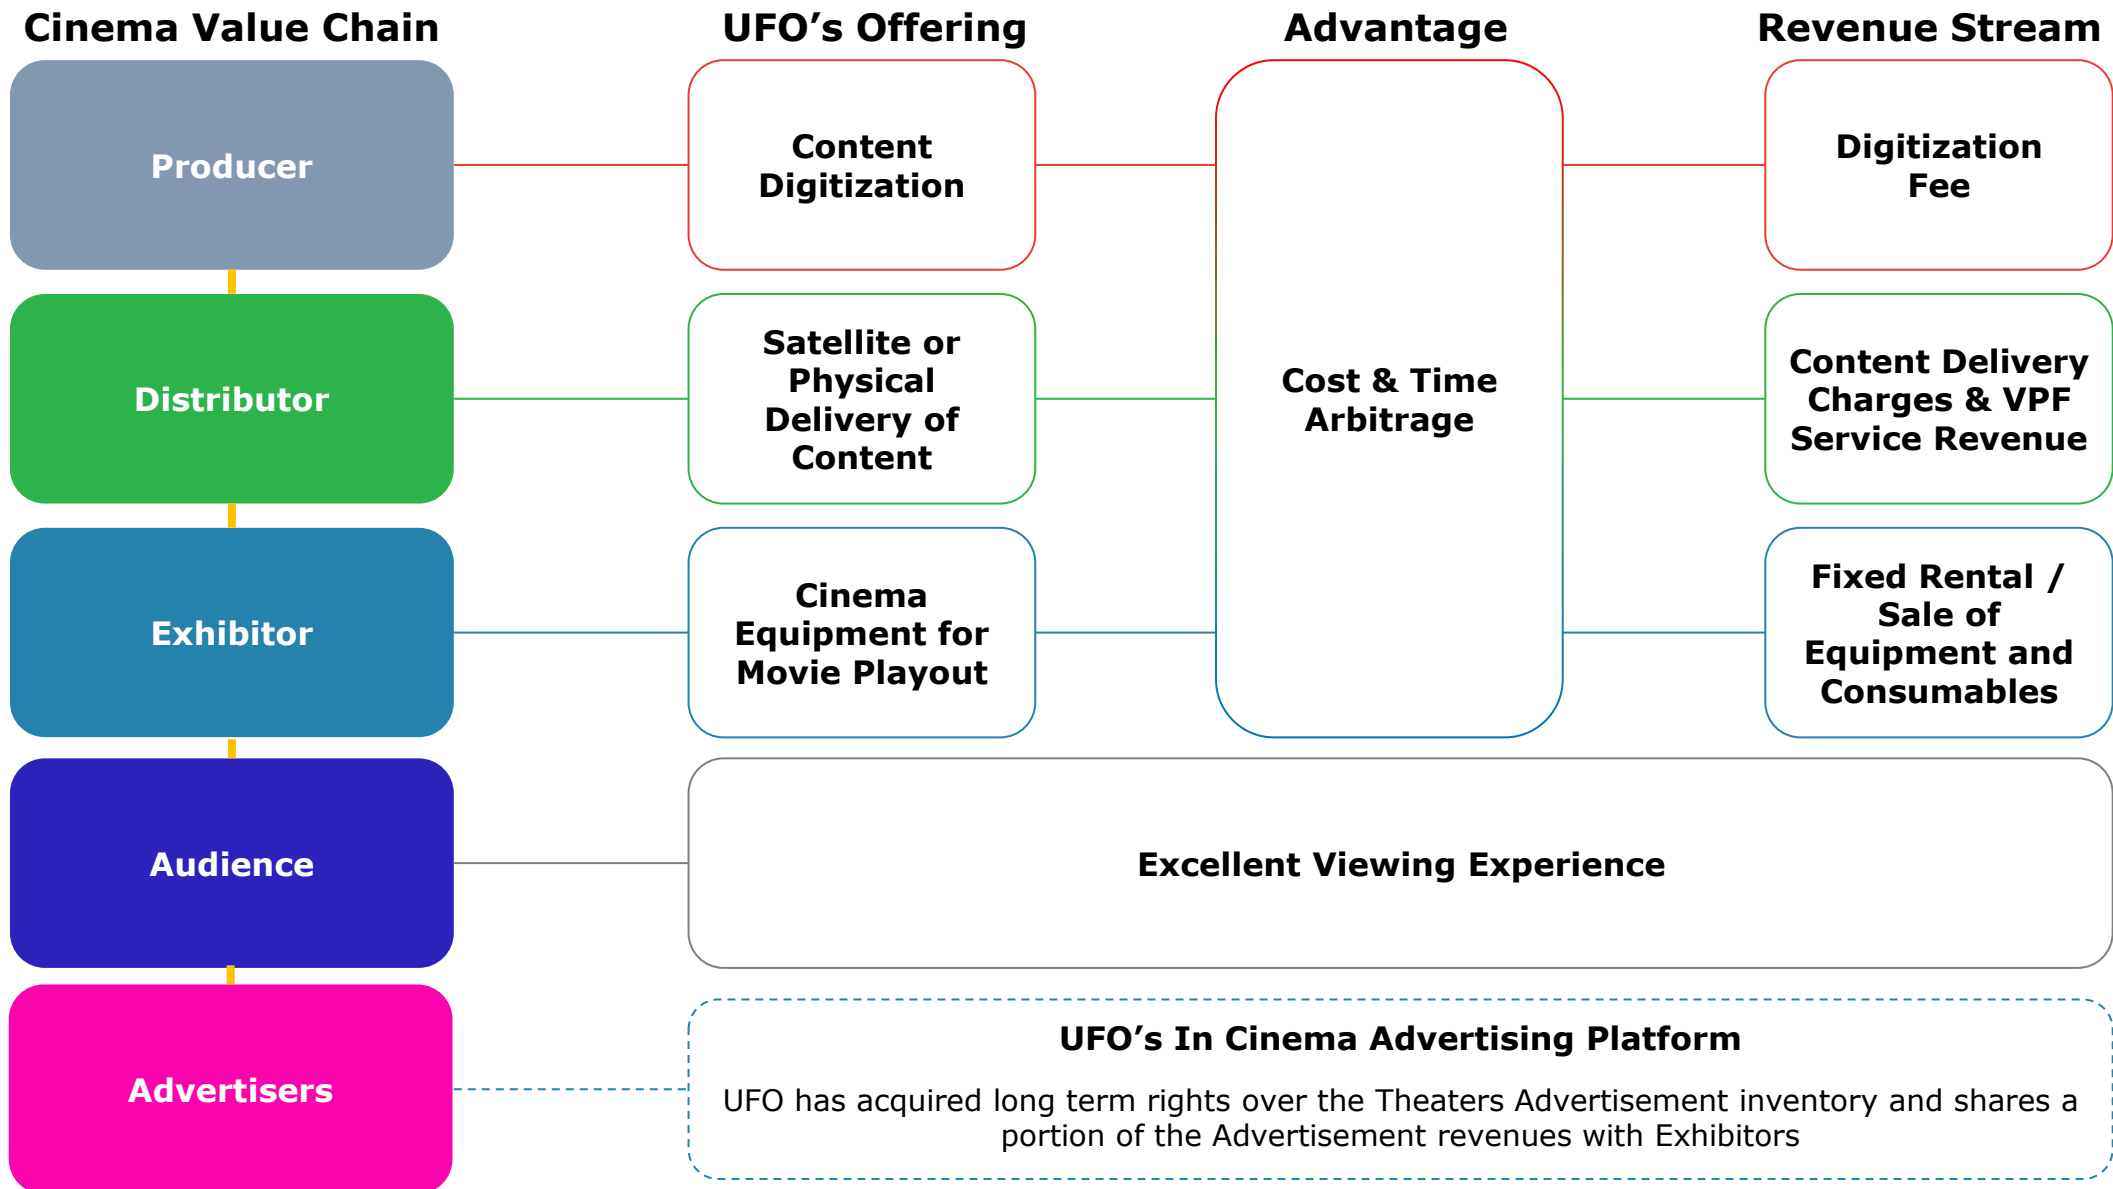 Cinema Value Chain
UFO’s Offering
Advantage
Revenue Stream
Producer
Content
Digitization
Cost & Time
Arbitrage
Digitization
Fee
Distributor
Satellite or
Physical
Delivery of
Content
Content Delivery
Charges & VPF
Service Revenue
Exhibitor
Cinema
Equipment for
Movie Playout
Fixed Rental /
Sale of
Equipment and
Consumables
Audience
Excellent Viewing Experience
Advertisers
UFO’s In Cinema Advertising Platform
UFO has acquired long term rights over the Theaters Advertisement inventory and shares a
portion of the Advertisement revenues with Exhibitors